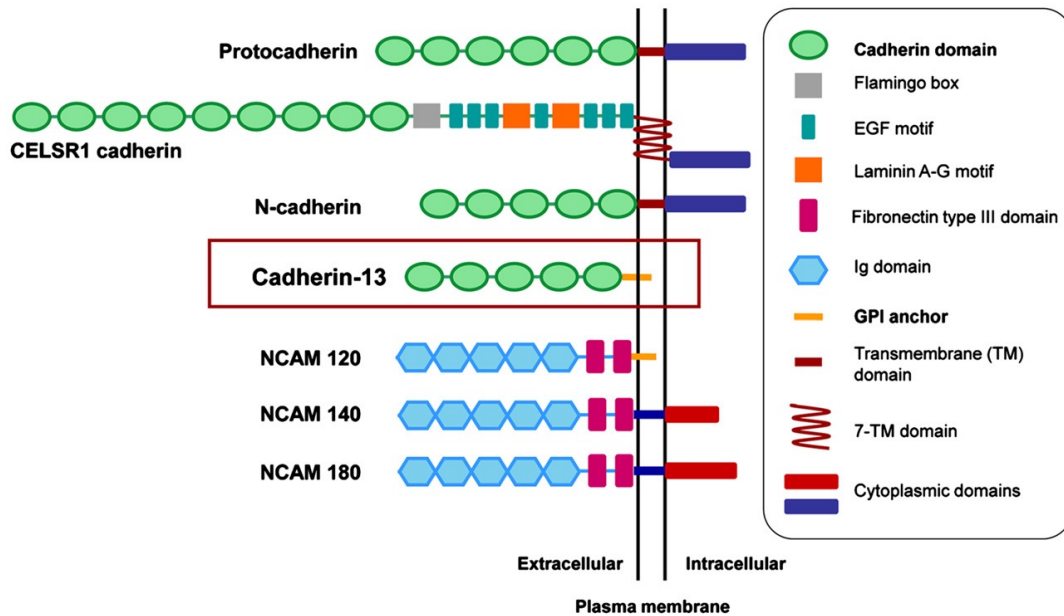 Protocadherin
CELSR1 cadherin
N-cadherin
Cadherin-13
NCAM 120
NCAM 140
NCAM 180
Extracellular
Intracellular
Plasma membrane
Cadherin domain
Flamingo box
EGF motif
Laminin A-G motif
Fibronectin type III domain
Ig domain
GPI anchor
Transmembrane (TM)
domain
7-TM domain
Cytoplasmic domains